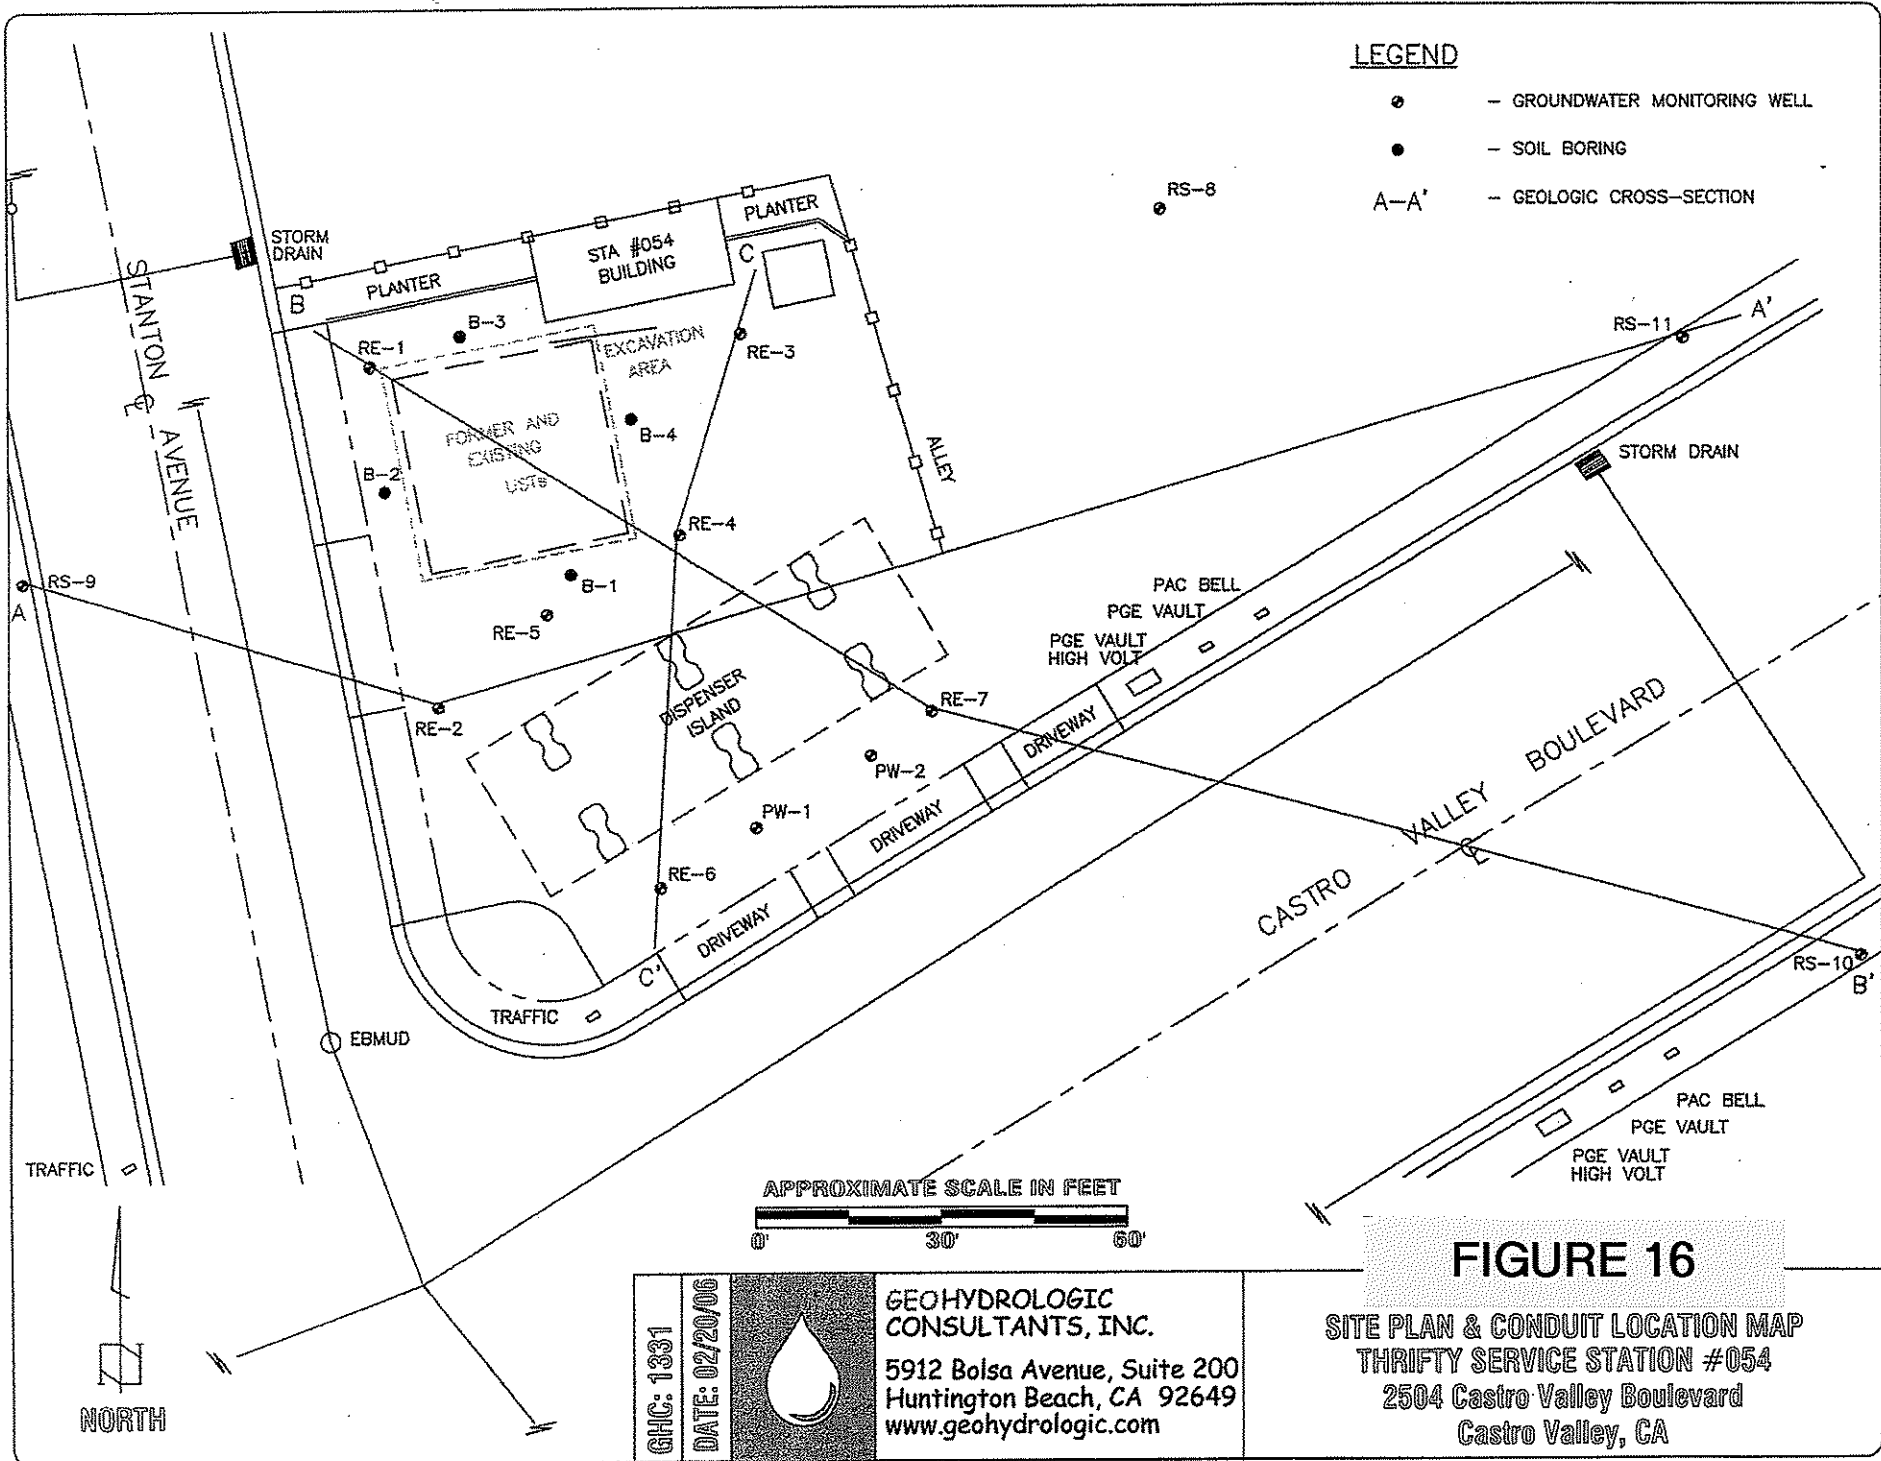 LEGEND
- GROUNDWATER MONITORING WELL
- SOIL BORING
A-A' - GEOLOGIC CROSS-SECTION
RS-8
PLANTER
STORM
DRAIN
STA #054
BUILDING
C
PLANTER
B
B-3
RE-1
EXCAVATION
AREA
RE-3
RS-11
A'
STANTON
AVENUE
℄
FORMER AND
EXISTING
USTs
B-4
B-2
ALLEY
STORM DRAIN
RE-4
RS-9
A
B-1
RE-5
PAC BELL
PGE VAULT
PGE VAULT
HIGH VOLT
RE-2
DISPENSER
ISLAND
RE-7
DRIVEWAY
PW-2
PW-1
DRIVEWAY
RE-6
DRIVEWAY
C'
CASTRO VALLEY BOULEVARD
℄
RS-10
B'
TRAFFIC
EBMUD
PAC BELL
PGE VAULT
PGE VAULT
HIGH VOLT
TRAFFIC
APPROXIMATE SCALE IN FEET
0' 30' 60'
NORTH
GHC: 1331
DATE: 02/20/06
GEOHYDROLOGIC
CONSULTANTS, INC.
5912 Bolsa Avenue, Suite 200
Huntington Beach, CA 92649
www.geohydrologic.com
FIGURE 16
SITE PLAN & CONDUIT LOCATION MAP
THRIFTY SERVICE STATION #054
2504 Castro Valley Boulevard
Castro Valley, CA